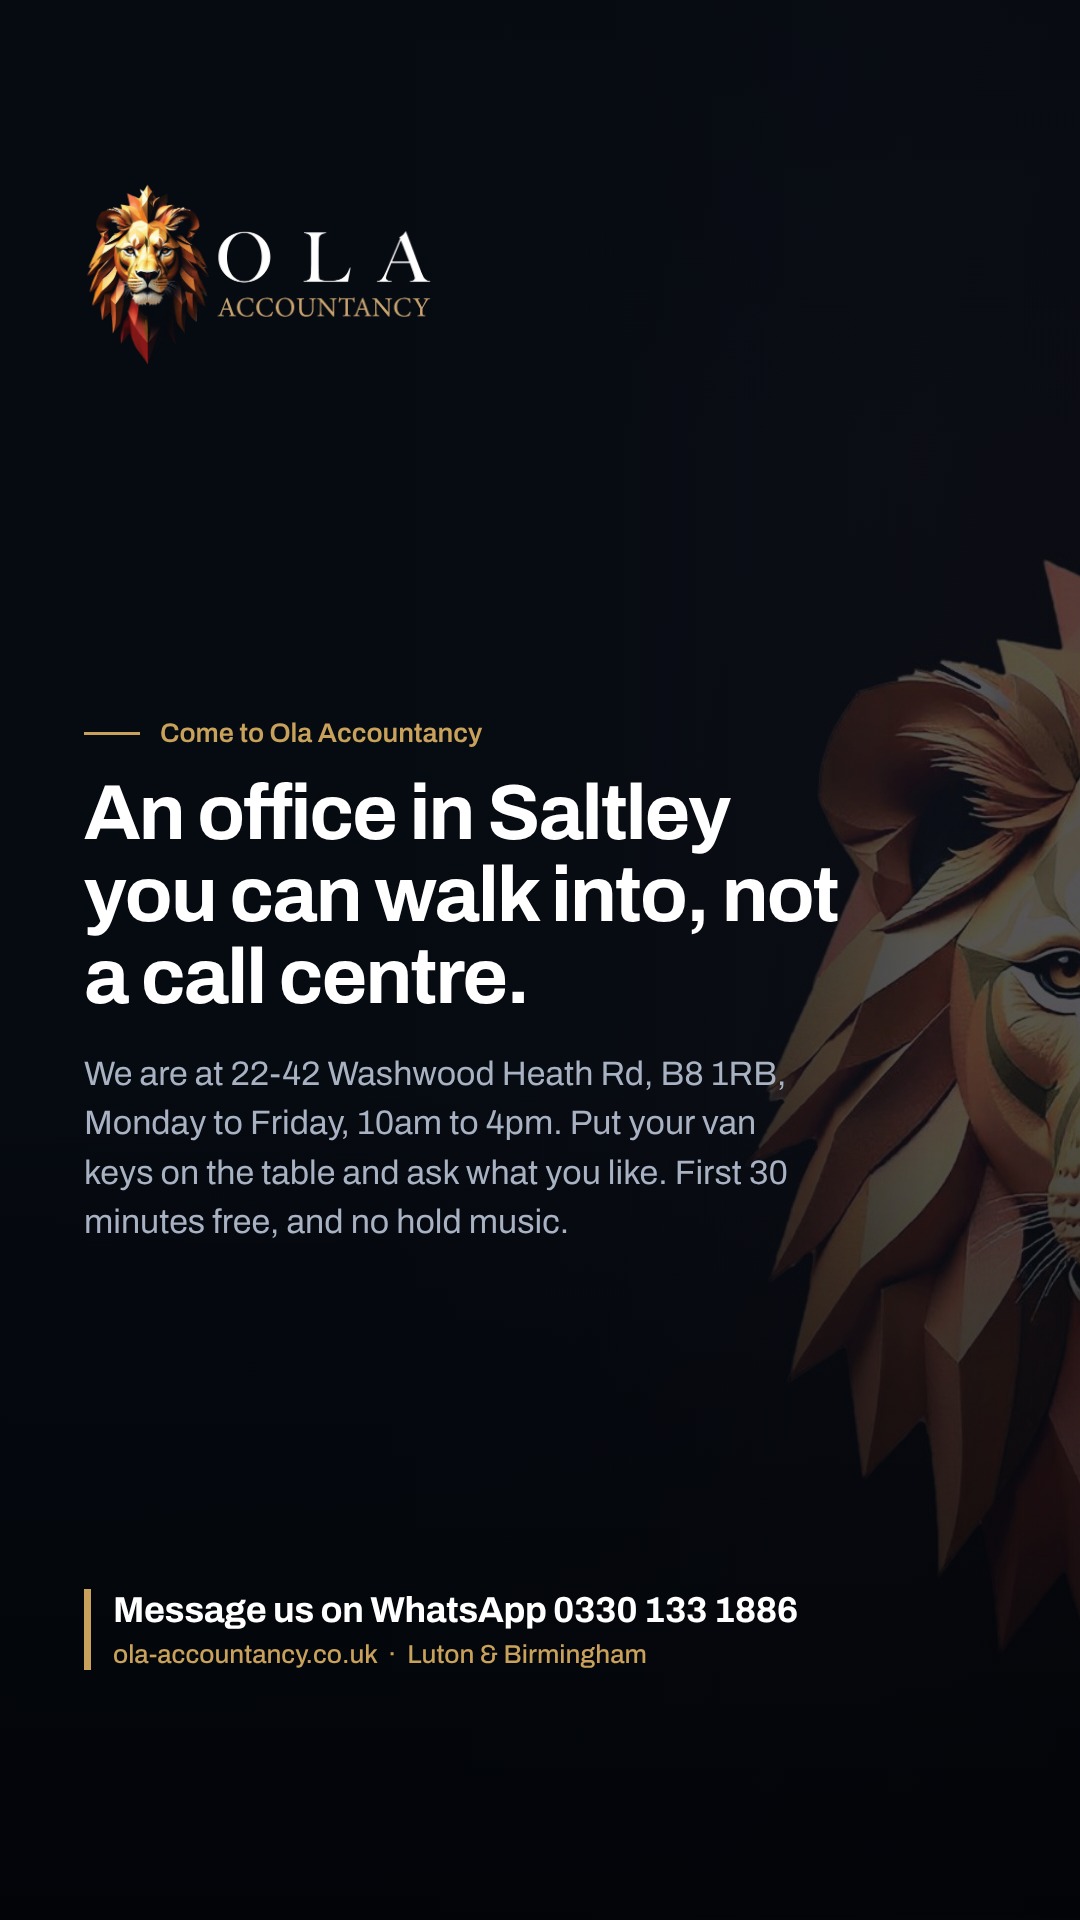 OLA
ACCOUNTANCY
Come to Ola Accountancy
An office in Saltley
you can walk into, not
a call centre.
We are at 22-42 Washwood Heath Rd, B8 1RB,
Monday to Friday, 10am to 4pm. Put your van
keys on the table and ask what you like. First 30
minutes free, and no hold music.
Message us on WhatsApp 0330 133 1886
ola-accountancy.co.uk · Luton & Birmingham